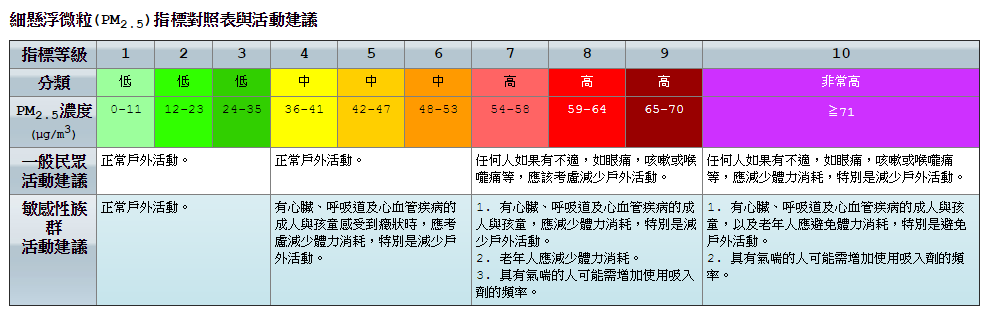 細懸浮微粒(PM2.5)指標對照表與活動建議
指標等級 1 2 3 4 5 6 7 8 9 10
分類 低 低 低 中 中 中 高 高 高 非常高
PM2.5濃度
(μg/m3)
0-11 12-23 24-35 36-41 42-47 48-53 54-58 59-64 65-70 ≧71
一般民眾
活動建議
正常戶外活動。
正常戶外活動。
任何人如果有不適，如眼痛，咳嗽或喉
嚨痛等，應該考慮減少戶外活動。
任何人如果有不適，如眼痛，咳嗽或喉嚨痛
等，應減少體力消耗，特別是減少戶外活動。
敏感性族
群
活動建議
正常戶外活動。
有心臟、呼吸道及心血管疾病的
成人與孩童感受到癥狀時，應考
慮減少體力消耗，特別是減少戶
外活動。
1. 有心臟、呼吸道及心血管疾病的成
人與孩童，應減少體力消耗，特別是減
少戶外活動。
2. 老年人應減少體力消耗。
3. 具有氣喘的人可能需增加使用吸入
劑的頻率。
1. 有心臟、呼吸道及心血管疾病的成人與孩
童，以及老年人應避免體力消耗，特別是避免
戶外活動。
2. 具有氣喘的人可能需增加使用吸入劑的頻
率。